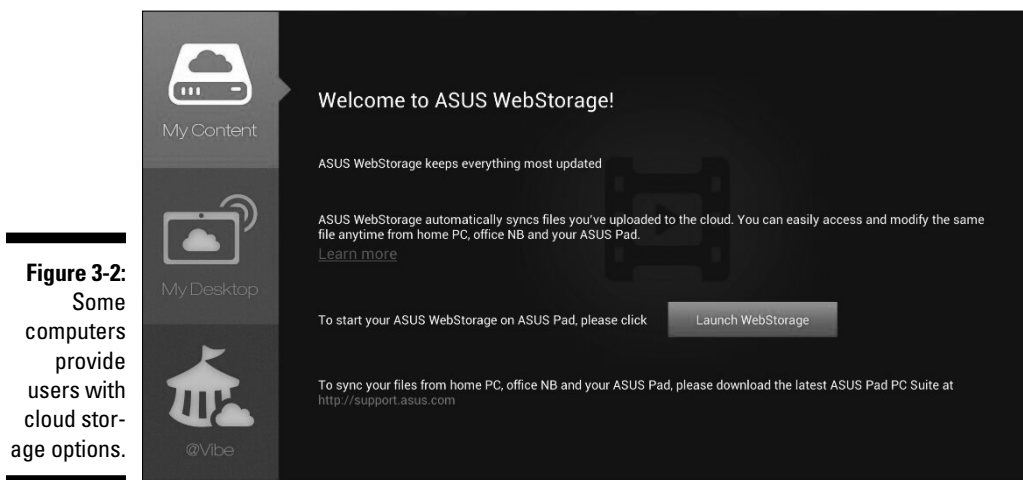 Figure 3-2:
Some
computers
provide
users with
cloud stor-
age options.
My Content
My Desktop
@Vibe
Welcome to ASUS WebStorage!
ASUS WebStorage keeps everything most updated
ASUS WebStorage automatically syncs files you've uploaded to the cloud. You can easily access and modify the same
file anytime from home PC, office NB and your ASUS Pad.
Learn more
To start your ASUS WebStorage on ASUS Pad, please click
Launch WebStorage
To sync your files from home PC, office NB and your ASUS Pad, please download the latest ASUS Pad PC Suite at
http://support.asus.com